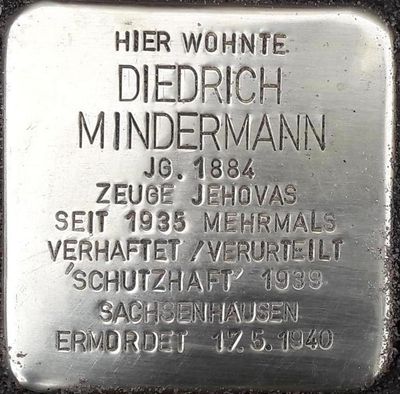 HIER WOHNTE
DIEDRICH
MINDERMANN
JG. 1884
ZEUGE JEHOVAS
SEIT 1935 MEHRMALS
VERHAFTET/VERURTEILT
'SCHUTZHAFT' 1939
SACHSENHAUSEN
ERMORDET 17.5.1940